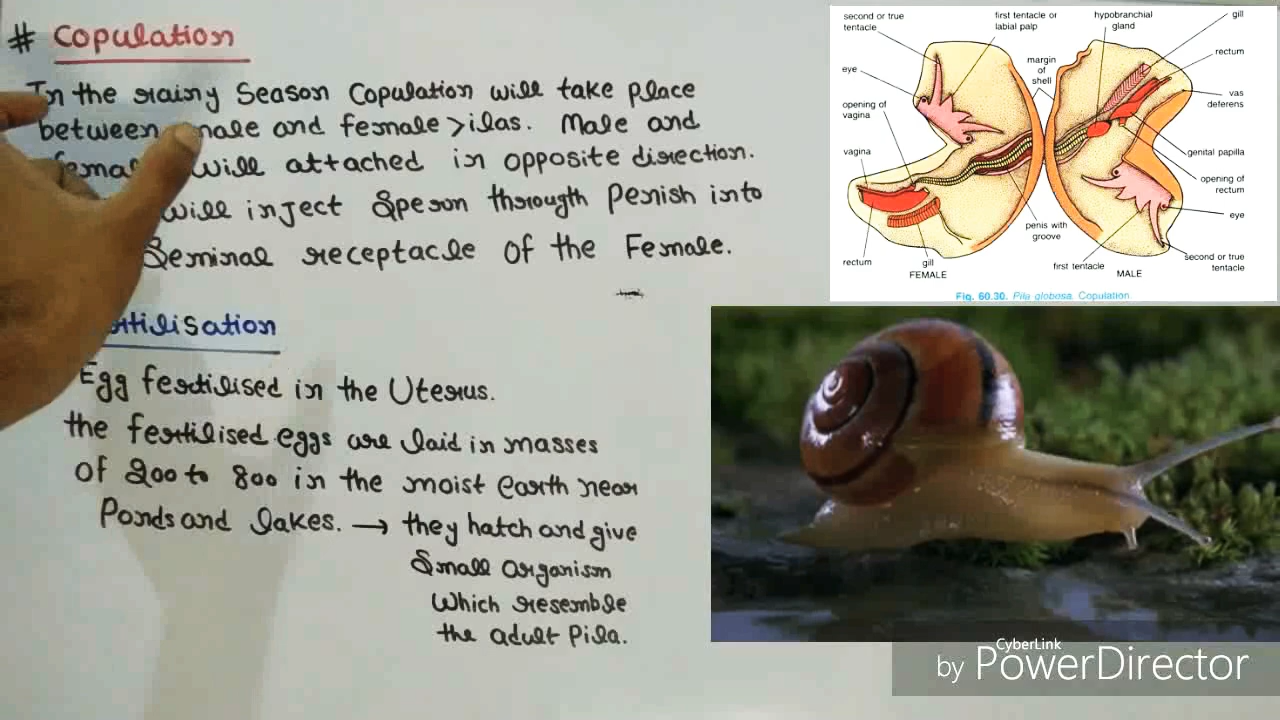 # Copulation
In the rainy Season Copulation will take place
between male and female >ilas. Male and
female will attached in opposite direction.
will inject Sperm through Penish into
Seminal receptacle of the Female.
rtilisation
Egg fertilised in the Uterus.
the fertilised eggs are laid in masses
of 200 to 800 in the moist earth near
Ponds and lakes. → they hatch and give
Small organism
Which resemble
the adult Pila.
second or true
tentacle
first tentacle or
labial palp
hypobranchial
gland
gill
eye
margin
of
shell
rectum
opening of
vagina
vas
deferens
vagina
genital papilla
opening of
rectum
eye
penis with
groove
rectum
gill
FEMALE
first tentacle
MALE
second or true
tentacle
Fig. 60.30. Pila globosa. Copulation.
CyberLink
by PowerDirector